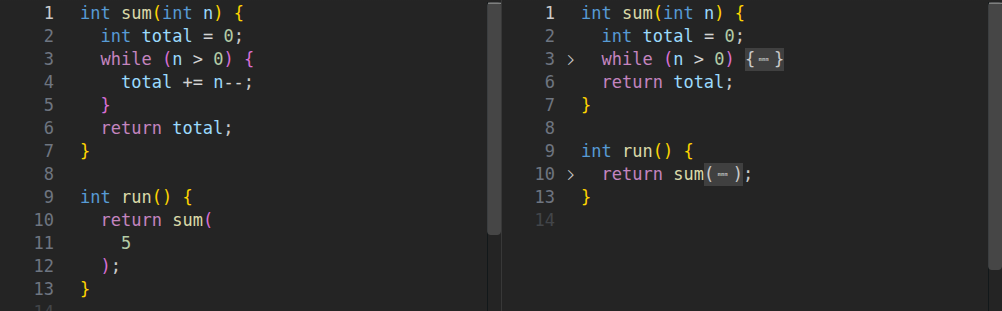 1 int sum(int n) {
2   int total = 0;
3   while (n > 0) {
4     total += n--;
5   }
6   return total;
7 }
8
9 int run() {
10   return sum(
11     5
12   );
13 }
14
1 int sum(int n) {
2   int total = 0;
3 > while (n > 0) {⋯}
6   return total;
7 }
8
9 int run() {
10 > return sum(⋯);
13 }
14